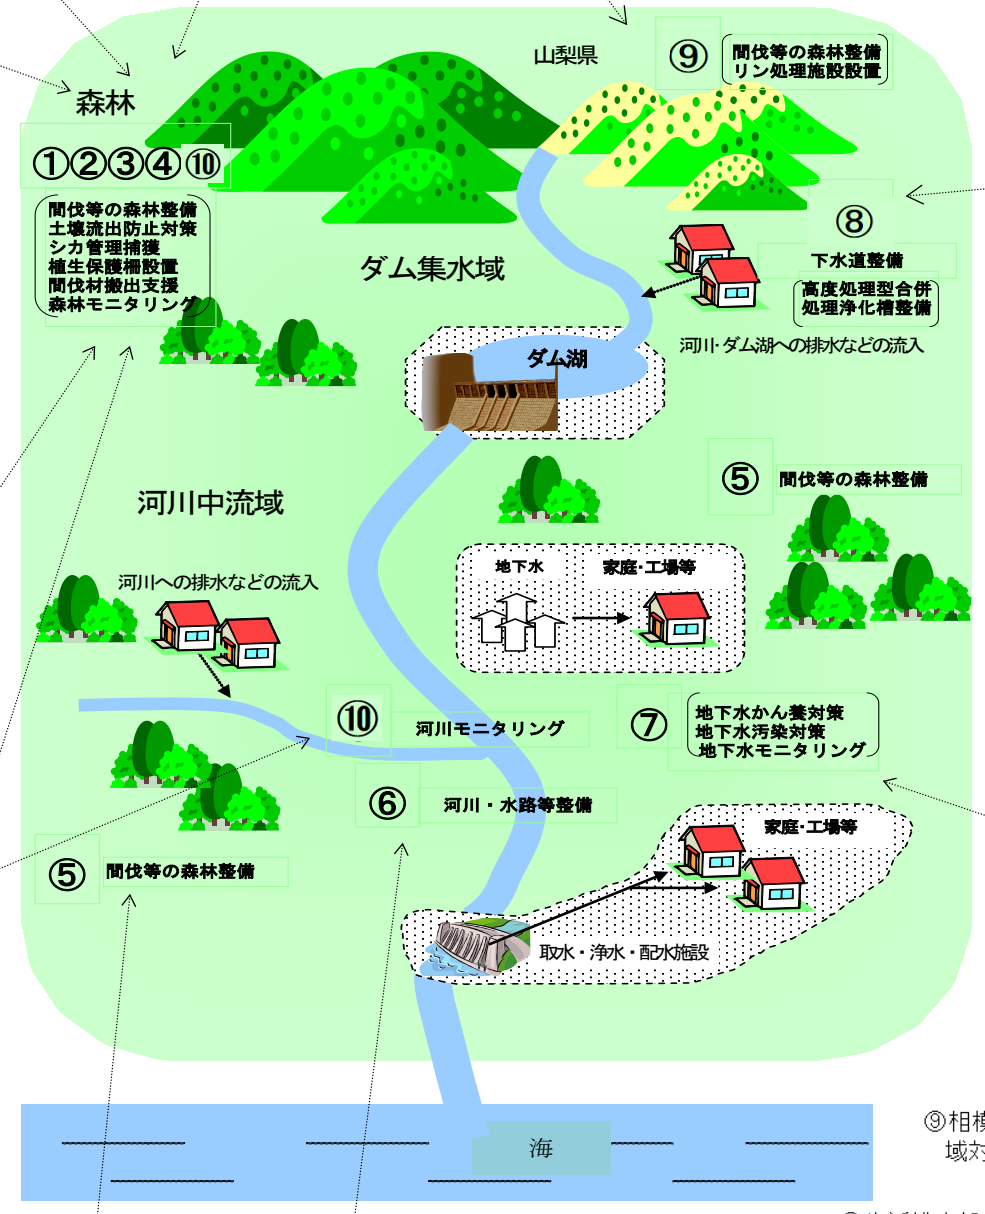 山梨県
⑨
間伐等の森林整備
リン処理施設設置
森林
①②③④⑩
間伐等の森林整備
土壌流出防止対策
シカ管理捕獲
植生保護柵設置
間伐材搬出支援
森林モニタリング
⑧
下水道整備
高度処理型合併
処理浄化槽整備
ダム集水域
河川・ダム湖への排水などの流入
ダム湖
⑤
間伐等の森林整備
河川中流域
地下水
家庭・工場等
河川への排水などの流入
⑩
河川モニタリング
⑦
地下水かん養対策
地下水汚染対策
地下水モニタリング
⑥
河川・水路等整備
家庭・工場等
⑤
間伐等の森林整備
取水・浄水・配水施設
海
⑨相模
域対